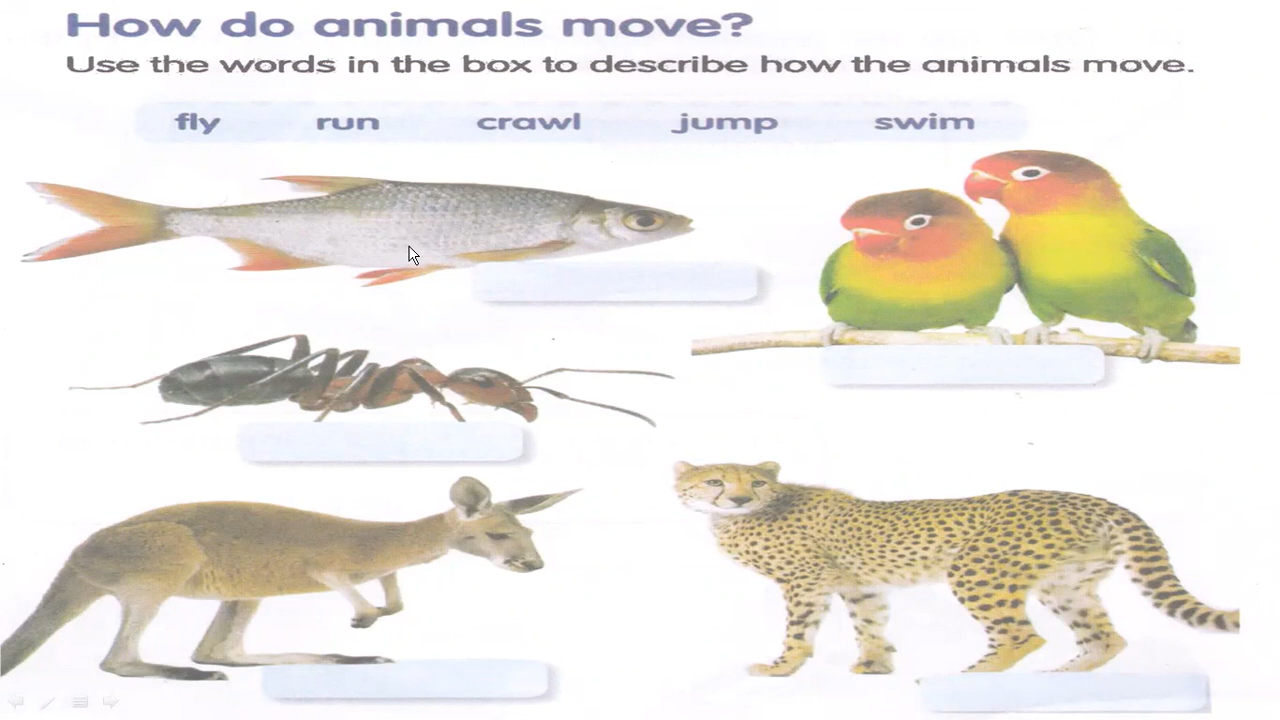 How do animals move?
Use the words in the box to describe how the animals move.
fly run crawl jump swim